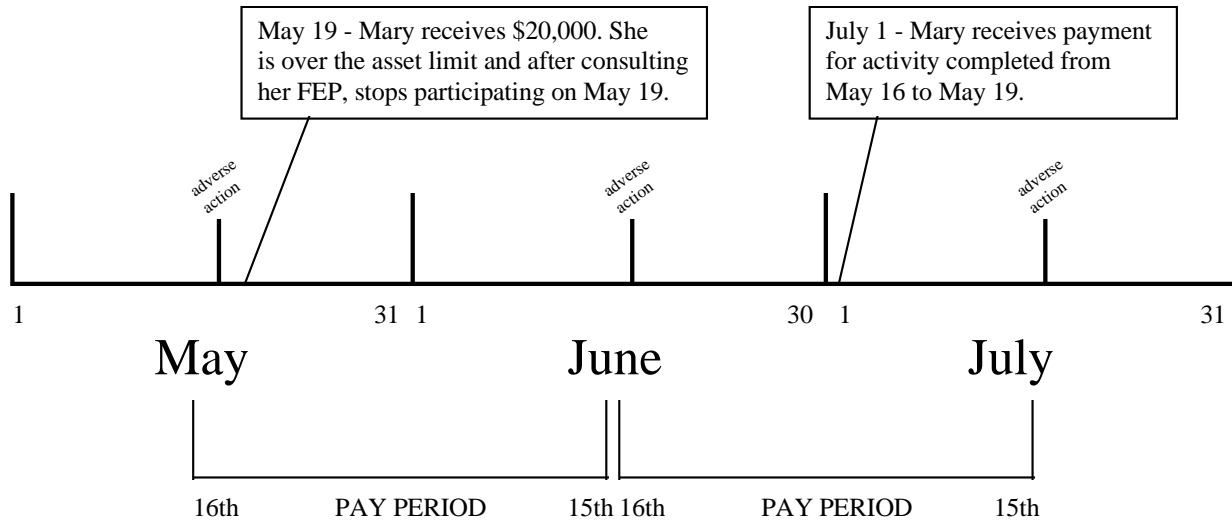 May 19 - Mary receives $20,000. She
is over the asset limit and after consulting
her FEP, stops participating on May 19.
July 1 - Mary receives payment
for activity completed from
May 16 to May 19.
adverse
action
adverse
action
adverse
action
1 31 1 30 1 31
May June July
16th PAY PERIOD 15th 16th PAY PERIOD 15th